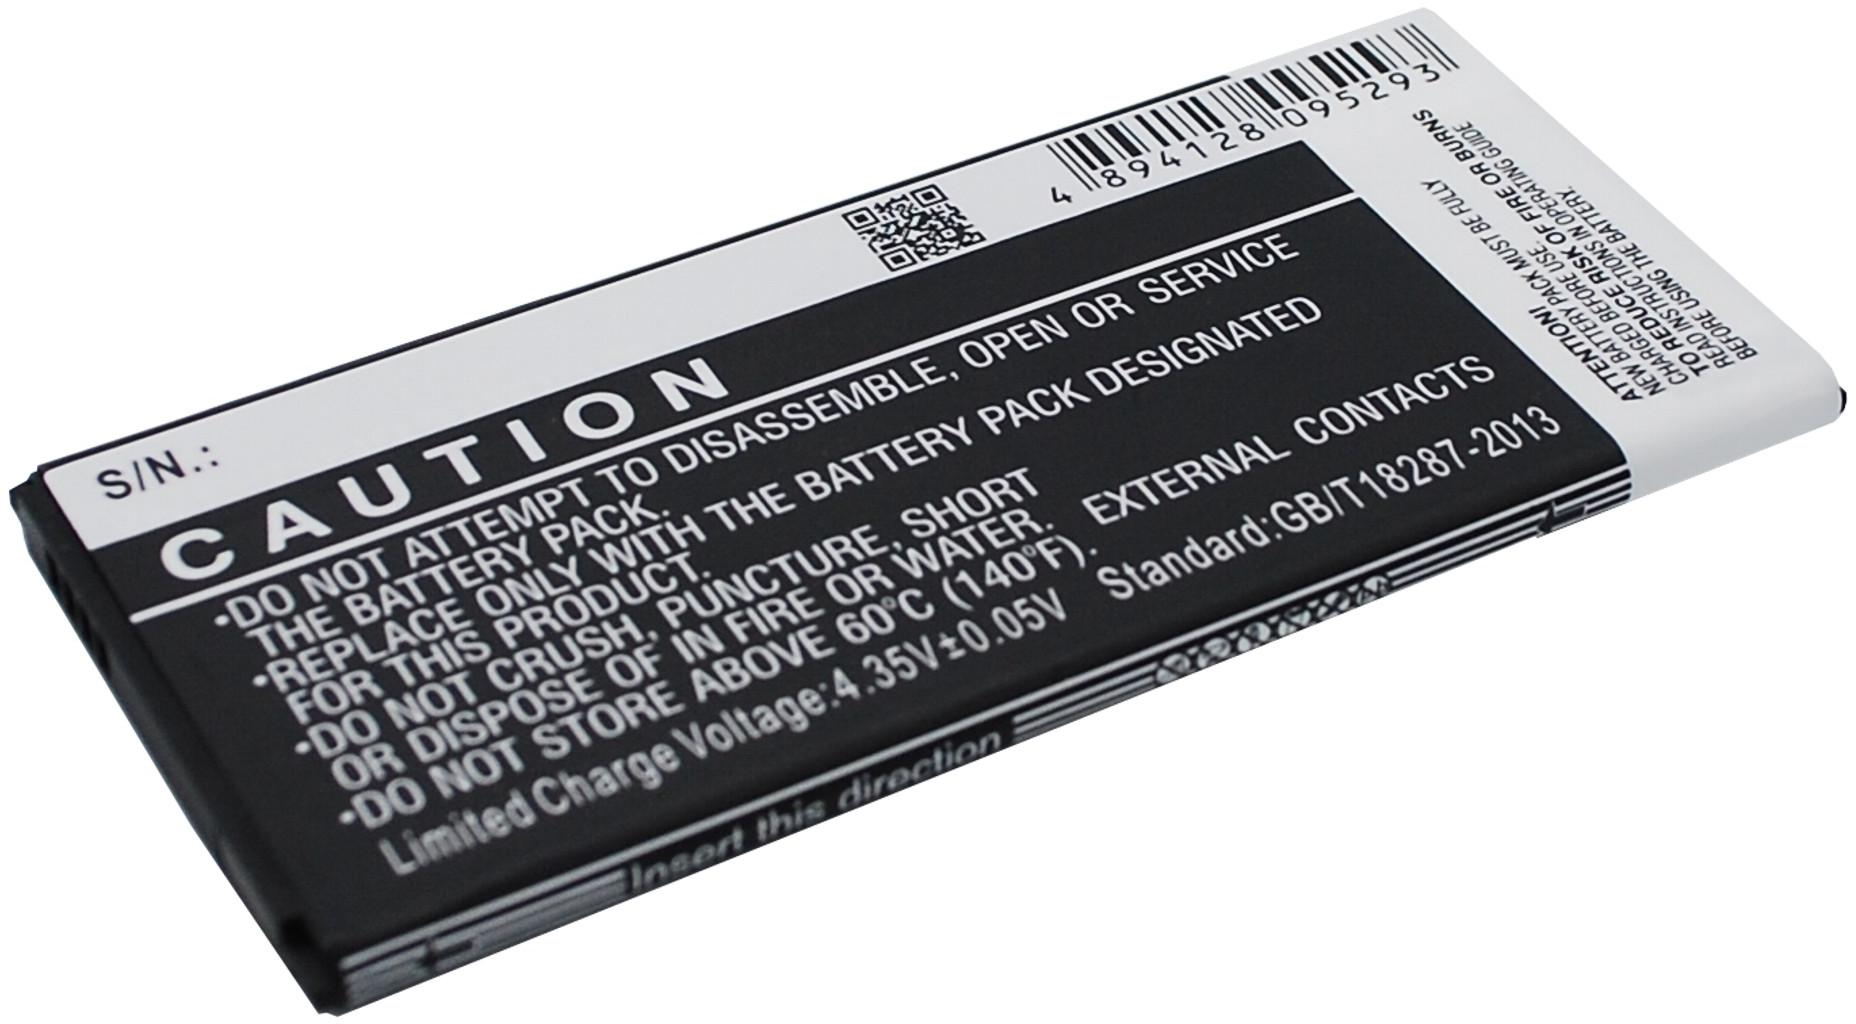 S/N.:
4 894128 095293
CAUTION
•DO NOT ATTEMPT TO DISASSEMBLE, OPEN OR SERVICE
THE BATTERY PACK.
•REPLACE ONLY WITH THE BATTERY PACK DESIGNATED
FOR THIS PRODUCT.
•DO NOT CRUSH, PUNCTURE, SHORT EXTERNAL CONTACTS
OR DISPOSE OF IN FIRE OR WATER.
•DO NOT STORE ABOVE 60°C (140°F).
Limited Charge Voltage:4.35V±0.05V Standard:GB/T18287-2013
Insert this direction
ATTENTION!
NEW BATTERY PACK MUST BE FULLY
CHARGED BEFORE USE.
TO REDUCE RISK OF FIRE OR BURNS
READ INSTRUCTIONS IN OPERATING GUIDE
BEFORE USING THE BATTERY.